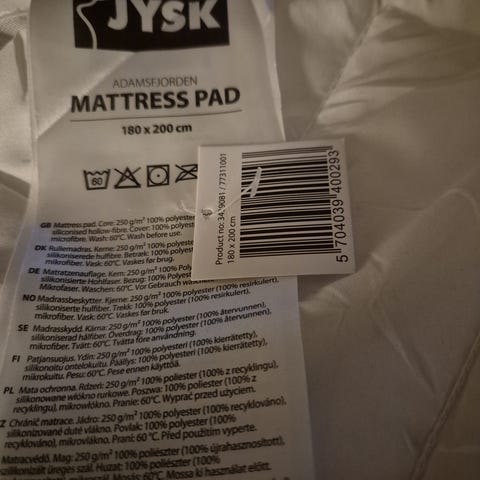 JYSK
ADAMSFJORDEN
MATTRESS PAD
180 x 200 cm
60
GB Mattress pad. Core: 250 g/m² 100% polyester
siliconised hollow-fibre. Cover: 100% polyester
microfibre. Wash: 60°C. Wash before use.
DK Rullemadras. Kerne: 250 g/m² 100% polyester
silikoniserede hulfibre. Betræk: 100%
mikrofibre. Vask: 60°C. Vaskes før brug.
DE Matratzenauflage. Kern: 250 g/m² 100%
silikonisierte Hohlfaser. Bezug: 100%
Mikrofaser. Waschen: 60°C. Vor Gebrauch
NO Madrassbeskytter. Kjerne: 250 g/m² 100% polyester (100% resirkulert),
silikoniserte hulfiber. Trekk: 100% polyester (100% resirkulert),
mikrofiber. Vask: 60°C. Vaskes før bruk.
SE Madrasskydd. Kärna: 250 g/m² 100% polyester (100% återvunnen),
silikoniserad hålfiber. Överdrag: 100% polyester (100% återvunnen),
mikrofiber. Tvätt: 60°C. Tvätta före användning.
FI Patjansuojus. Ydin: 250 g/m² 100% polyesteri (100% kierrätetty),
silikonoitu ontelokuitu. Päällys: 100% polyesteri (100% kierrätetty),
mikrokuitu. Pesu: 60°C. Pese ennen käyttöä.
PL Mata ochronna. Rdzeń: 250 g/m² 100% poliester (100% z recyklingu),
silikonowane włókno rurkowe. Poszwa: 100% poliester (100% z
recyklingu), mikrowłókno. Pranie: 60°C. Wyprać przed użyciem.
Z Chránič matrace. Jádro: 250 g/m² 100% polyester (100% recyklováno),
silikonizované duté vlákno. Povlak: 100% polyester (100%
recyklováno), mikrovlákno. Praní: 60 °C. Před použitím vyperte.
Matracvédő. Mag: 250 g/m² 100% poliészter (100% újrahasznosított),
szilikonizált üreges szál. Huzat: 100% poliészter (100%
Mosás: 60°C. Mossa ki használat előtt.
Product no: 3419081 / 77311001
180 x 200 cm
5 704039 400293